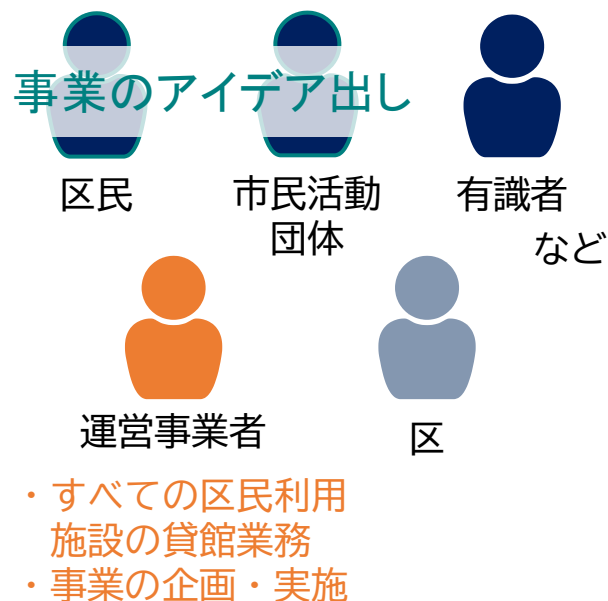 事業のアイデア出し
区民
市民活動
団体
有識者
など
運営事業者
区
・すべての区民利用
施設の貸館業務
・事業の企画・実施